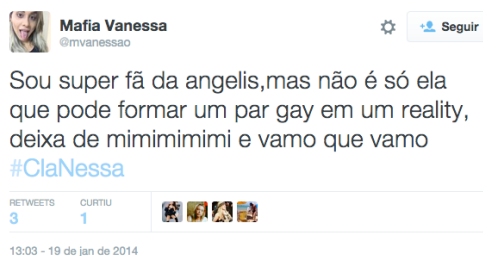 Mafia Vanessa
@mvanessao
Seguir
Sou super fã da angelis,mas não é só ela
que pode formar um par gay em um reality,
deixa de mimimimimi e vamo que vamo
#ClaNessa
RETWEETS
3
CURTIU
1
13:03 - 19 de jan de 2014